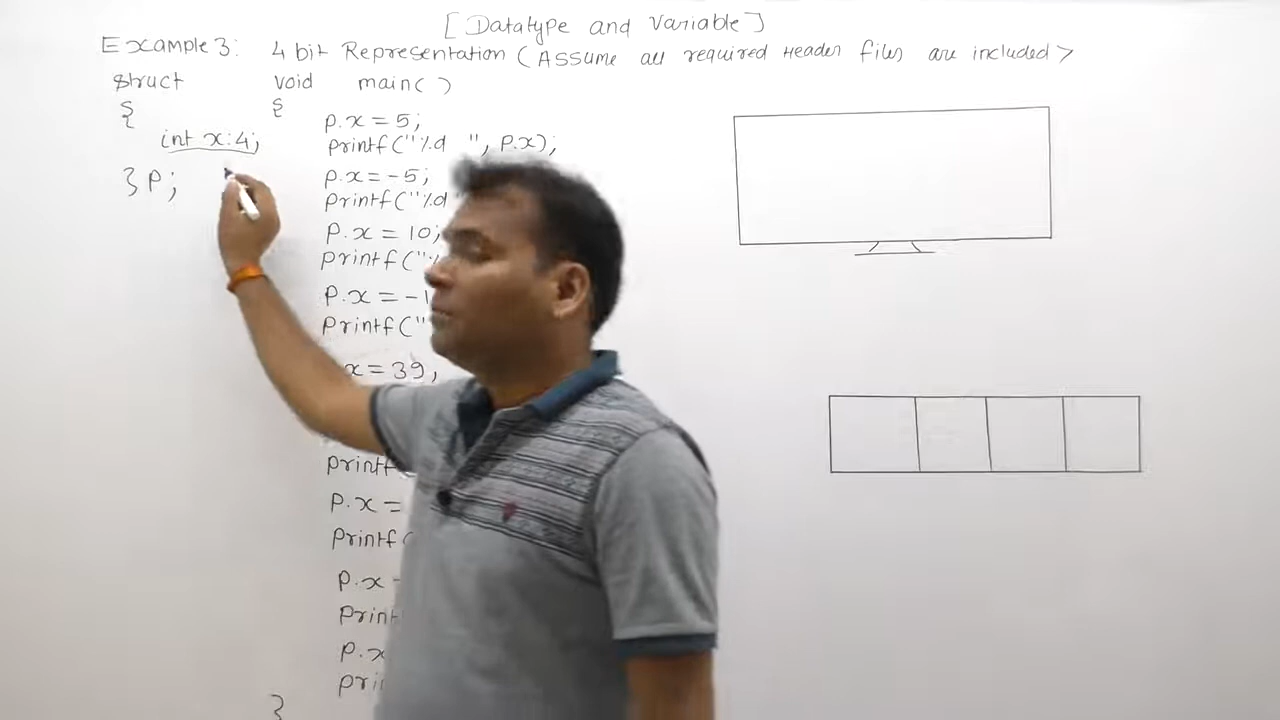 [Datatype and Variable]
Example 3: 4 bit Representation (Assume all required Header files are included)
struct void main()
{ {
int x:4; p.x = 5;
printf("%d ", p.x);
} p; p.x = -5;
printf("%d "
p.x = 10;
printf("%
p.x = -1
printf("
x = 39,
printf
p.x =
printf(
p.x -
print
p.x
pri
}